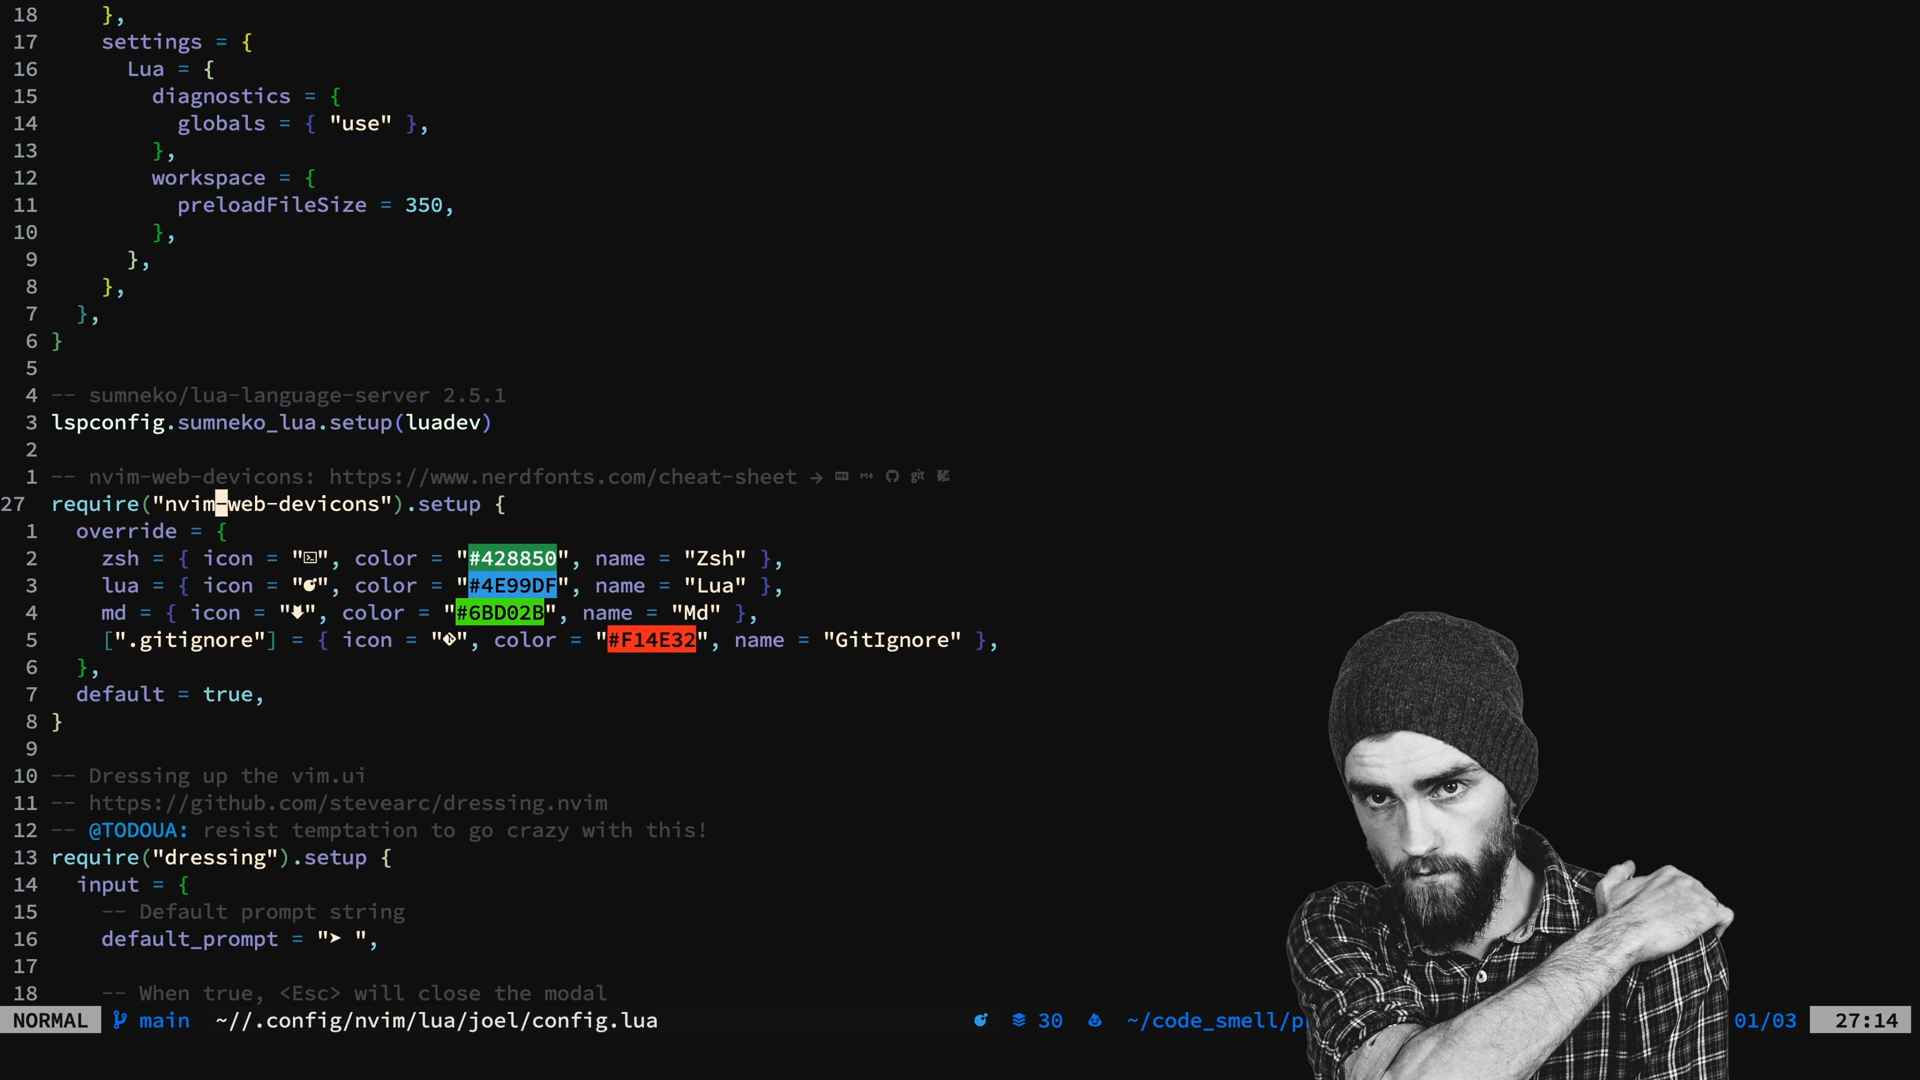 18     },
17     settings = {
16       Lua = {
15         diagnostics = {
14           globals = { "use" },
13         },
12         workspace = {
11           preloadFileSize = 350,
10         },
9       },
8     },
7   },
6 }
5
4 -- sumneko/lua-language-server 2.5.1
3 lspconfig.sumneko_lua.setup(luadev)
2
1 -- nvim-web-devicons: https://www.nerdfonts.com/cheat-sheet → git
27 require("nvim-web-devicons").setup {
1   override = {
2     zsh = { icon = "", color = "#428850", name = "Zsh" },
3     lua = { icon = "", color = "#4E99DF", name = "Lua" },
4     md = { icon = "", color = "#6BD02B", name = "Md" },
5     [".gitignore"] = { icon = "", color = "#F14E32", name = "GitIgnore" },
6   },
7   default = true,
8 }
9
10 -- Dressing up the vim.ui
11 -- https://github.com/stevearc/dressing.nvim
12 -- @TODOUA: resist temptation to go crazy with this!
13 require("dressing").setup {
14   input = {
15     -- Default prompt string
16     default_prompt = "➤ ",
17
18     -- When true, <Esc> will close the modal
NORMAL main ~//.config/nvim/lua/joel/config.lua 30 ~/code_smell/p 01/03 27:14